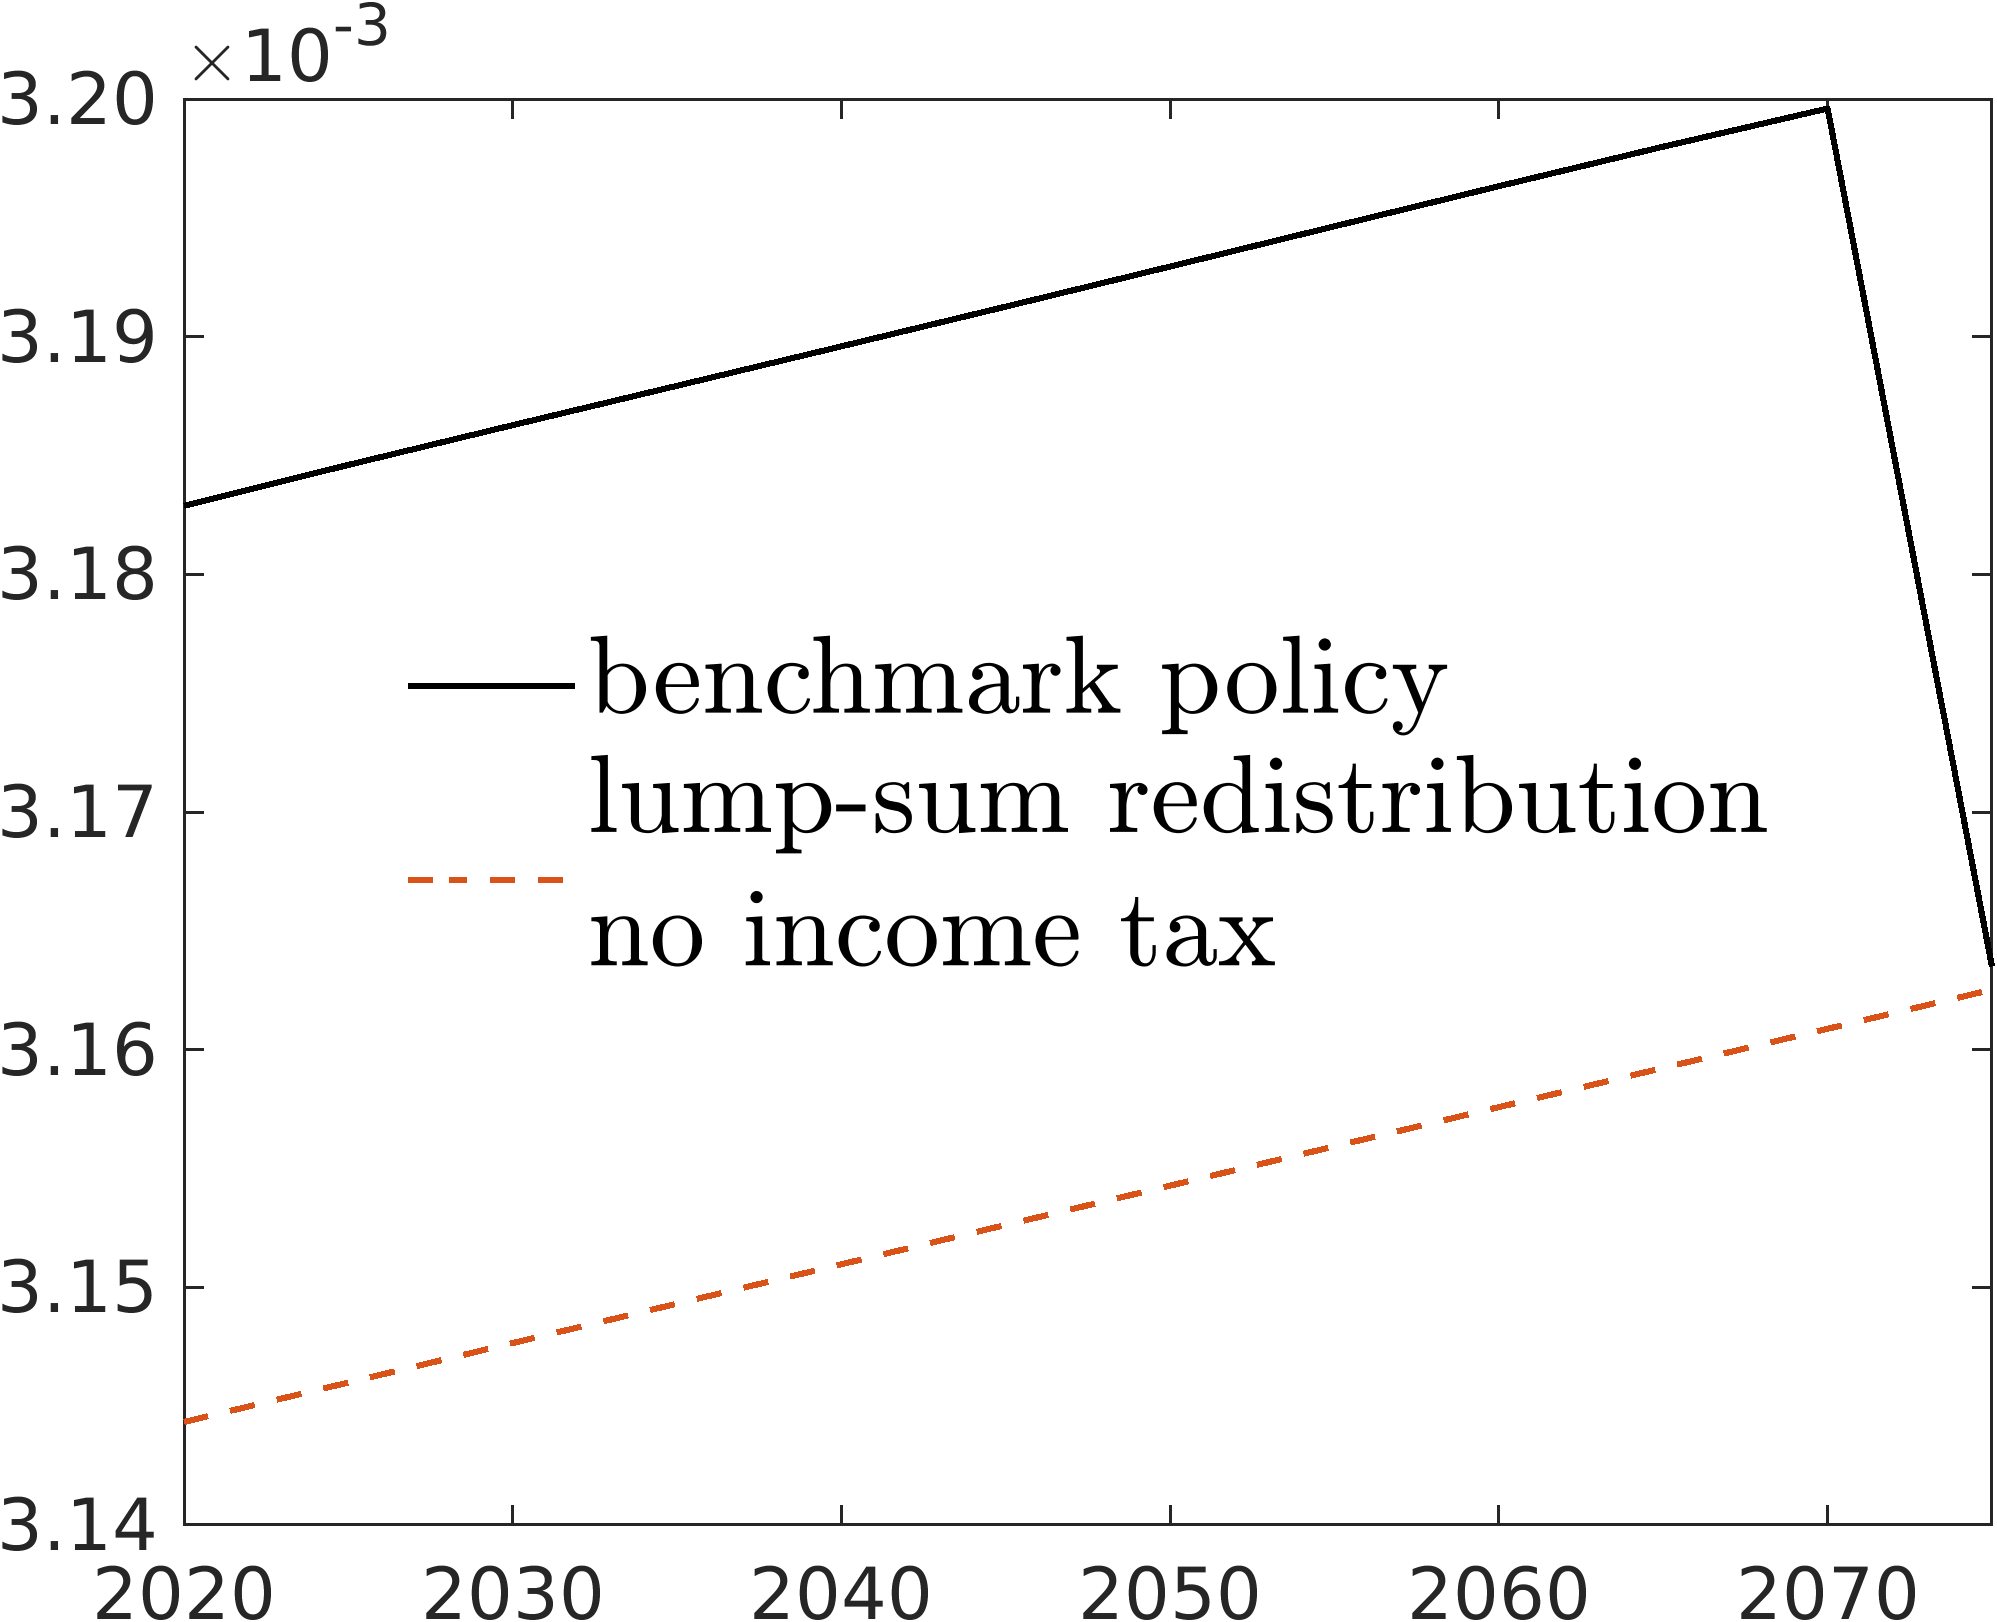 ×10-3
3.20
3.19
3.18
benchmark policy
lump-sum redistribution
3.17
no income tax
3.16
3.15
3.14
2020 2030 2040 2050 2060 2070